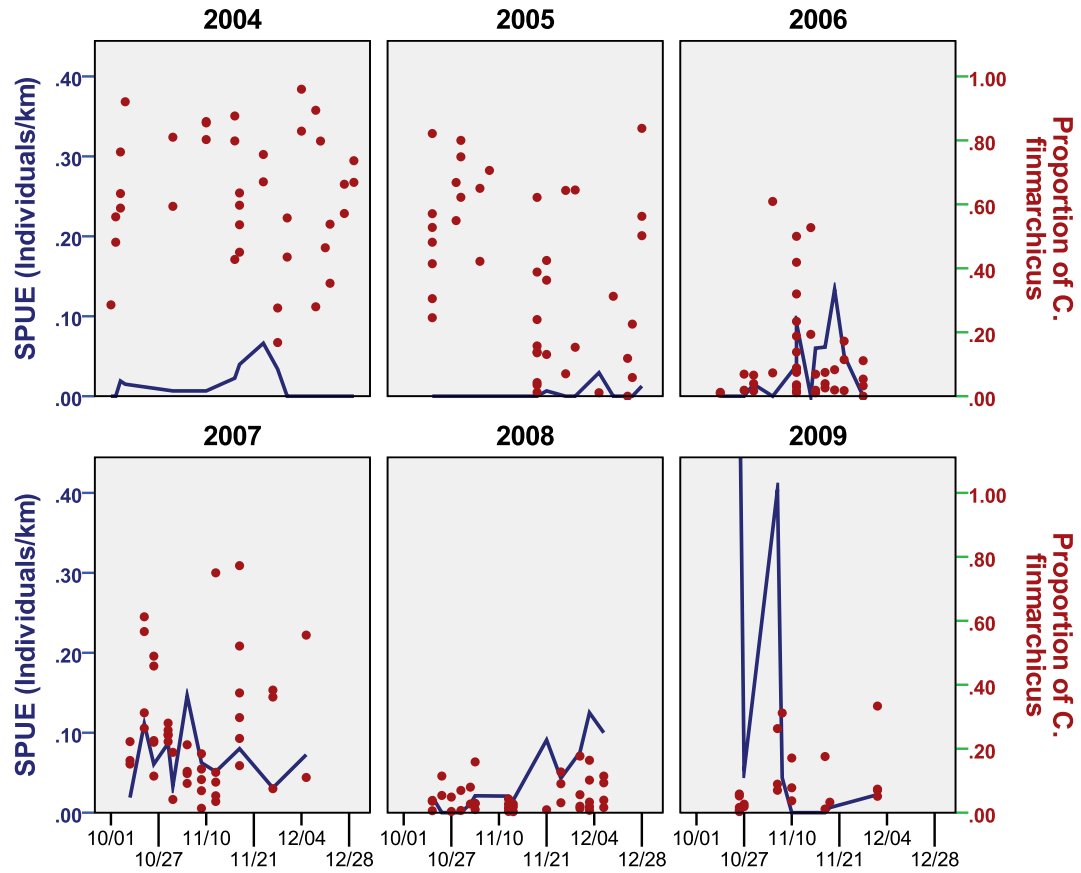 2004 2005 2006
SPUE (Individuals/km)
.40
.30
.20
.10
.00
1.00
.80
.60
.40
.20
.00
Proportion of C.
finmarchicus
2007 2008 2009
SPUE (Individuals/km)
.40
.30
.20
.10
.00
1.00
.80
.60
.40
.20
.00
Proportion of C.
finmarchicus
10/01 11/10 12/04 10/01 11/10 12/04 10/01 11/10 12/04
10/27 11/21 12/28 10/27 11/21 12/28 10/27 11/21 12/28